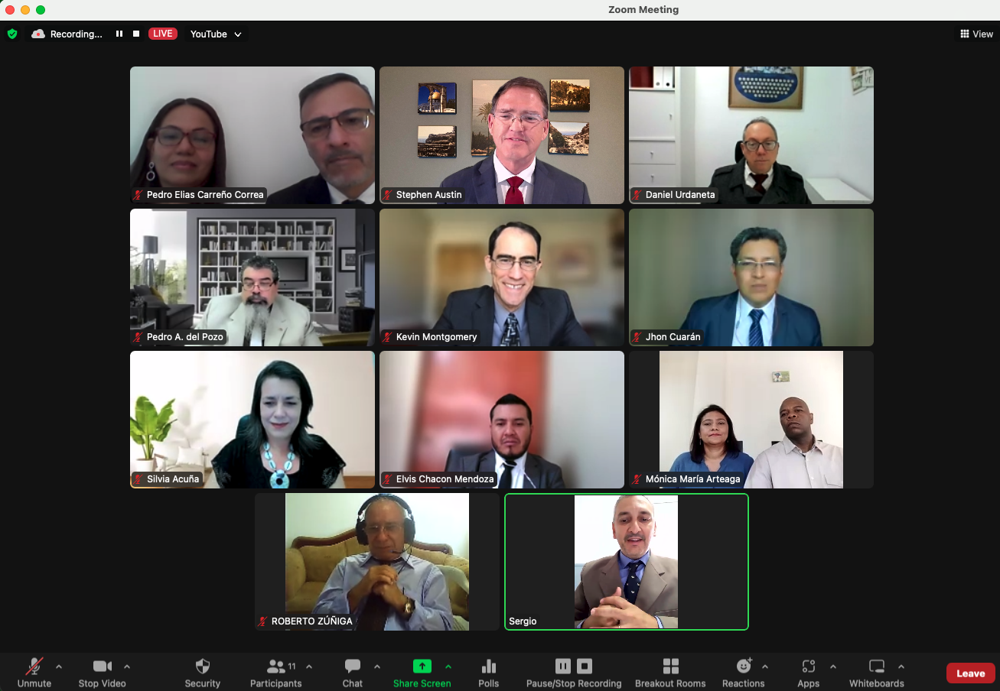 Zoom Meeting
Recording... LIVE YouTube View
Pedro Elias Carreño Correa
Stephen Austin
Daniel Urdaneta
Pedro A. del Pozo
Kevin Montgomery
Jhon Cuarán
Silvia Acuña
Elvis Chacon Mendoza
Mónica María Arteaga
ROBERTO ZÚÑIGA
Sergio
11
Unmute Stop Video Security Participants Chat Share Screen Polls Pause/Stop Recording Breakout Rooms Reactions Apps Whiteboards Leave